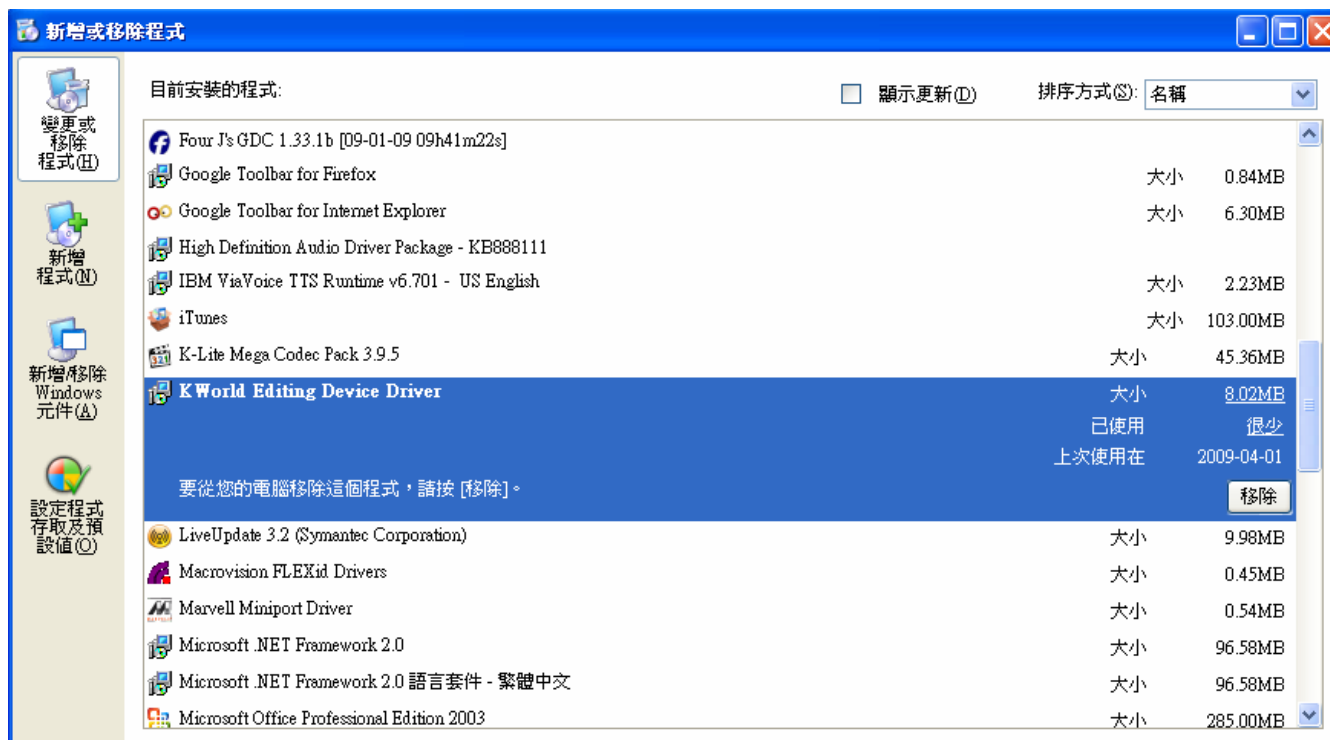 新增或移除程式
變更或
移除
程式(H)
新增
程式(N)
新增/移除
Windows
元件(A)
設定程式
存取及預
設值(O)
目前安裝的程式:
顯示更新(D)
排序方式(S): 名稱
Four J's GDC 1.33.1b [09-01-09 09h41m22s]
Google Toolbar for Firefox 大小 0.84MB
Google Toolbar for Internet Explorer 大小 6.30MB
High Definition Audio Driver Package - KB888111
IBM ViaVoice TTS Runtime v6.701 - US English 大小 2.23MB
iTunes 大小 103.00MB
K-Lite Mega Codec Pack 3.9.5 大小 45.36MB
KWorld Editing Device Driver 大小 8.02MB
已使用 很少
上次使用在 2009-04-01
要從您的電腦移除這個程式，請按 [移除]。 移除
LiveUpdate 3.2 (Symantec Corporation) 大小 9.98MB
Macrovision FLEXid Drivers 大小 0.45MB
Marvell Miniport Driver 大小 0.54MB
Microsoft .NET Framework 2.0 大小 96.58MB
Microsoft .NET Framework 2.0 語言套件 - 繁體中文 大小 96.58MB
Microsoft Office Professional Edition 2003 大小 285.00MB